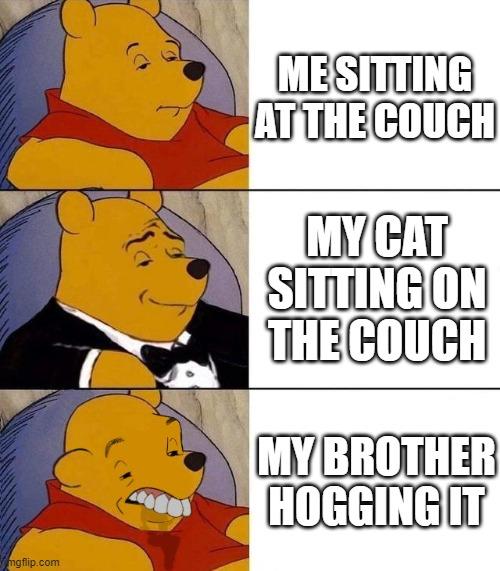 ME SITTING
AT THE COUCH
MY CAT
SITTING ON
THE COUCH
MY BROTHER
HOGGING IT
imgflip.com